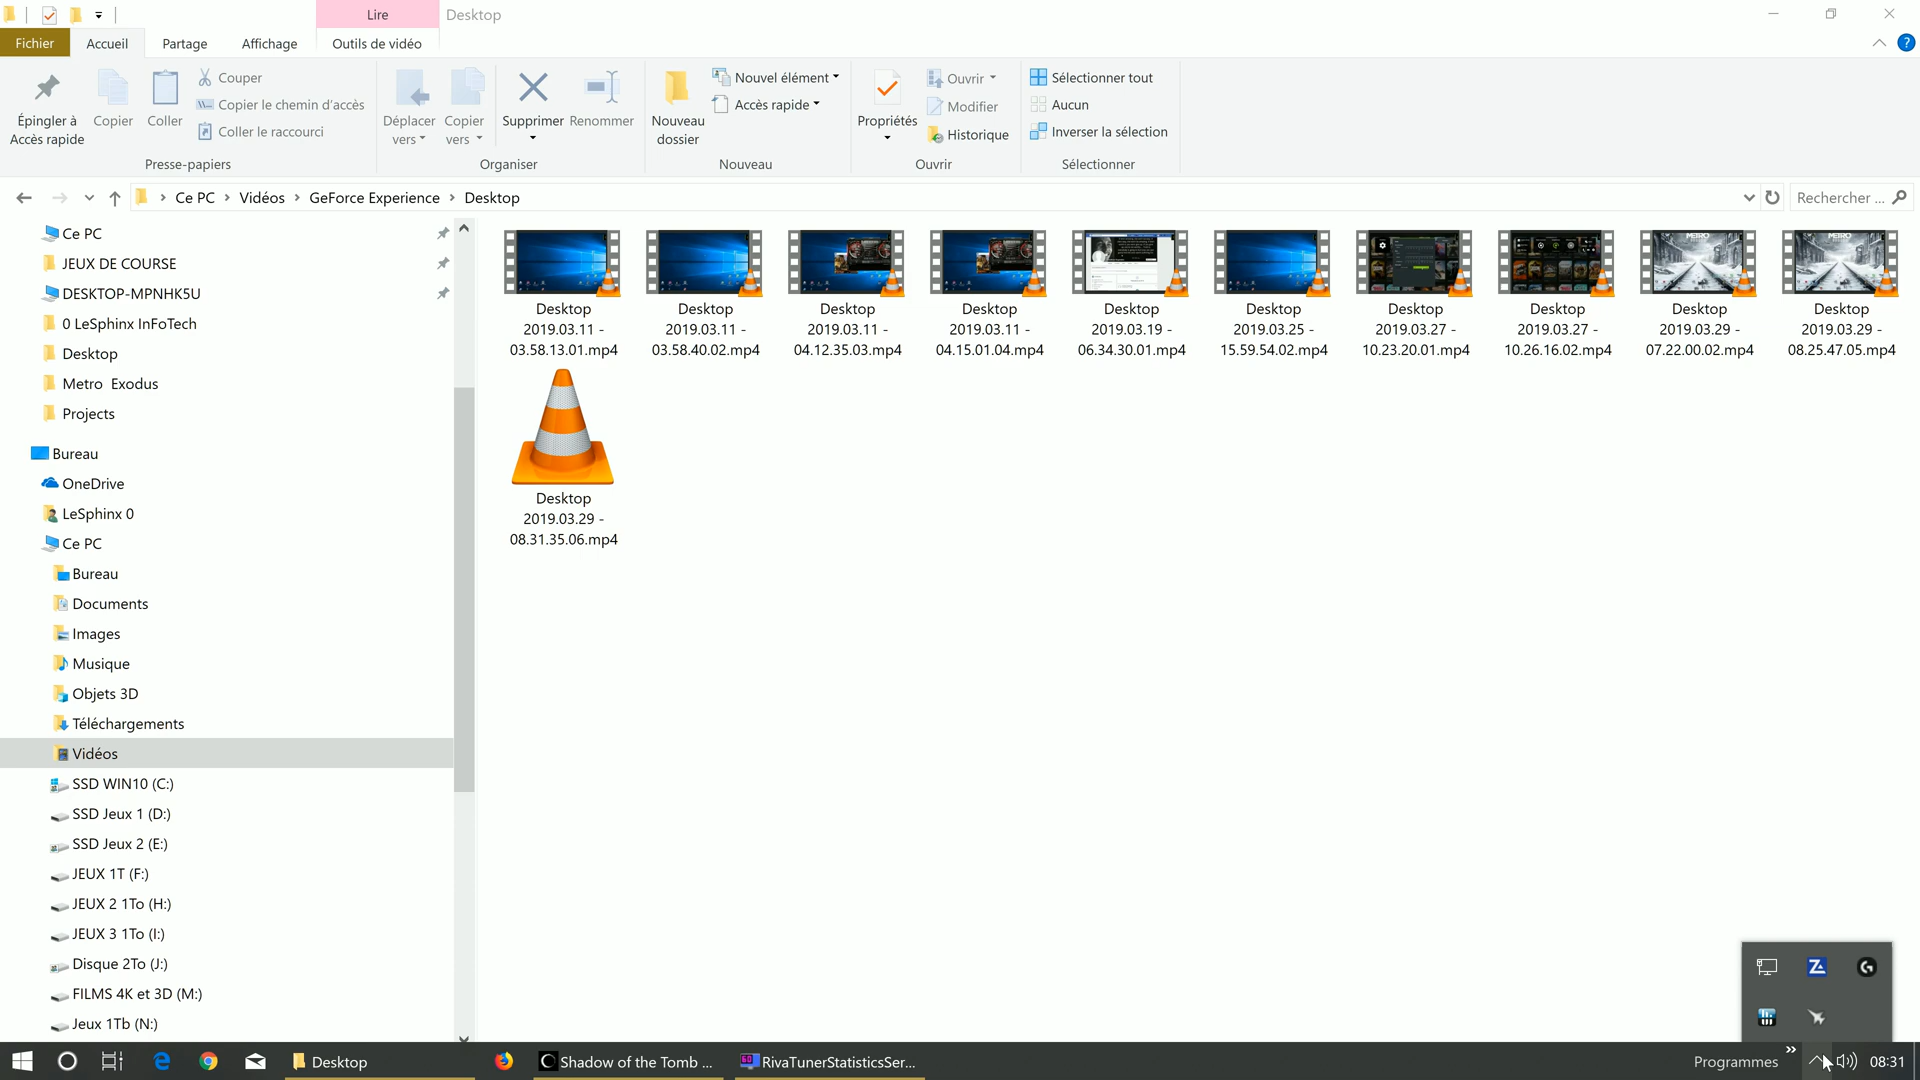 Lire
Desktop
Fichier
Accueil
Partage
Affichage
Outils de vidéo
Épingler à
Accès rapide
Copier
Coller
Couper
Copier le chemin d'accès
Coller le raccourci
Presse-papiers
Déplacer
vers
Copier
vers
Supprimer
Renommer
Organiser
Nouveau
dossier
Nouvel élément
Accès rapide
Nouveau
Propriétés
Ouvrir
Modifier
Historique
Ouvrir
Sélectionner tout
Aucun
Inverser la sélection
Sélectionner
Ce PC > Vidéos > GeForce Experience > Desktop
Rechercher ...
Ce PC
JEUX DE COURSE
DESKTOP-MPNHK5U
0 LeSphinx InFoTech
Desktop
Metro Exodus
Projects
Bureau
OneDrive
LeSphinx 0
Ce PC
Bureau
Documents
Images
Musique
Objets 3D
Téléchargements
Vidéos
SSD WIN10 (C:)
SSD Jeux 1 (D:)
SSD Jeux 2 (E:)
JEUX 1T (F:)
JEUX 2 1To (H:)
JEUX 3 1To (I:)
Disque 2To (J:)
FILMS 4K et 3D (M:)
Jeux 1Tb (N:)
Desktop
2019.03.11 -
03.58.13.01.mp4
Desktop
2019.03.11 -
03.58.40.02.mp4
Desktop
2019.03.11 -
04.12.35.03.mp4
Desktop
2019.03.11 -
04.15.01.04.mp4
Desktop
2019.03.19 -
06.34.30.01.mp4
Desktop
2019.03.25 -
15.59.54.02.mp4
Desktop
2019.03.27 -
10.23.20.01.mp4
Desktop
2019.03.27 -
10.26.16.02.mp4
METRO
Desktop
2019.03.29 -
07.22.00.02.mp4
METRO
Desktop
2019.03.29 -
08.25.47.05.mp4
Desktop
2019.03.29 -
08.31.35.06.mp4
Desktop
Shadow of the Tomb ...
60
RivaTunerStatisticsSer...
Programmes
08:31